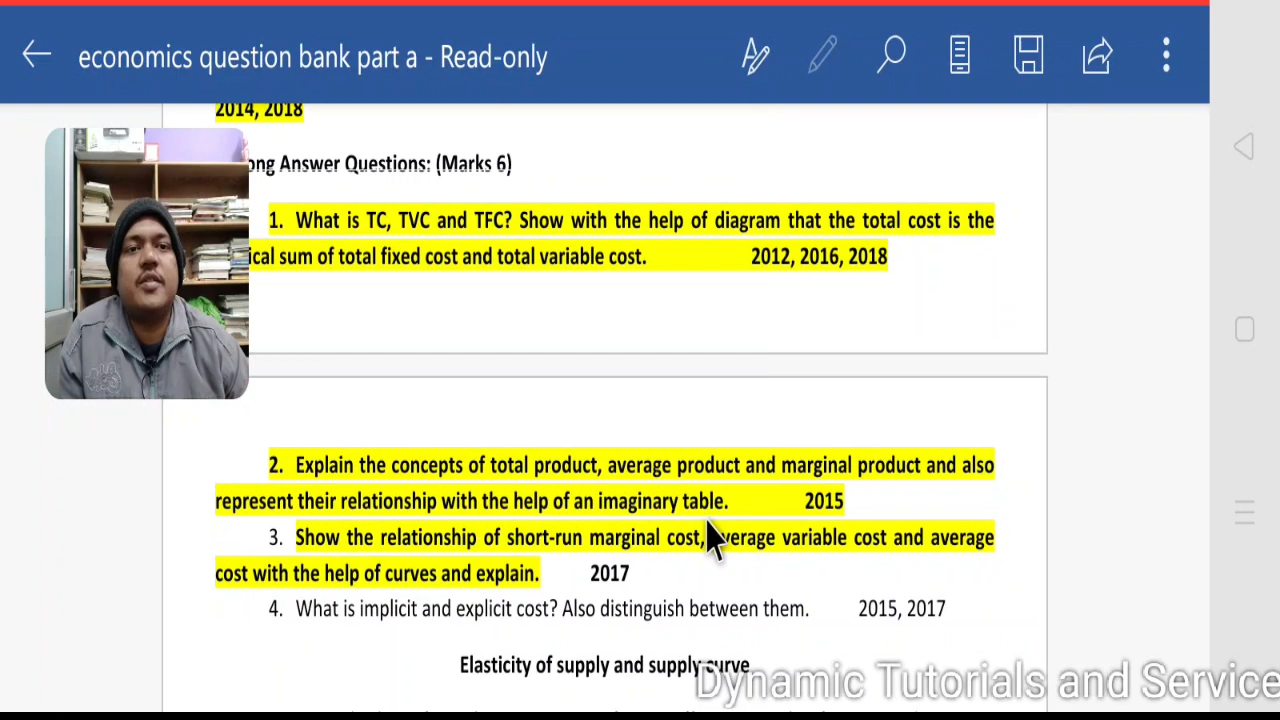 economics question bank part a - Read-only
2014, 2018
ong Answer Questions: (Marks 6)
1. What is TC, TVC and TFC? Show with the help of diagram that the total cost is the
ical sum of total fixed cost and total variable cost. 2012, 2016, 2018
2. Explain the concepts of total product, average product and marginal product and also
represent their relationship with the help of an imaginary table. 2015
3. Show the relationship of short-run marginal cost, verage variable cost and average
cost with the help of curves and explain. 2017
4. What is implicit and explicit cost? Also distinguish between them. 2015, 2017
Elasticity of supply and supply curve
Dynamic Tutorials and Service